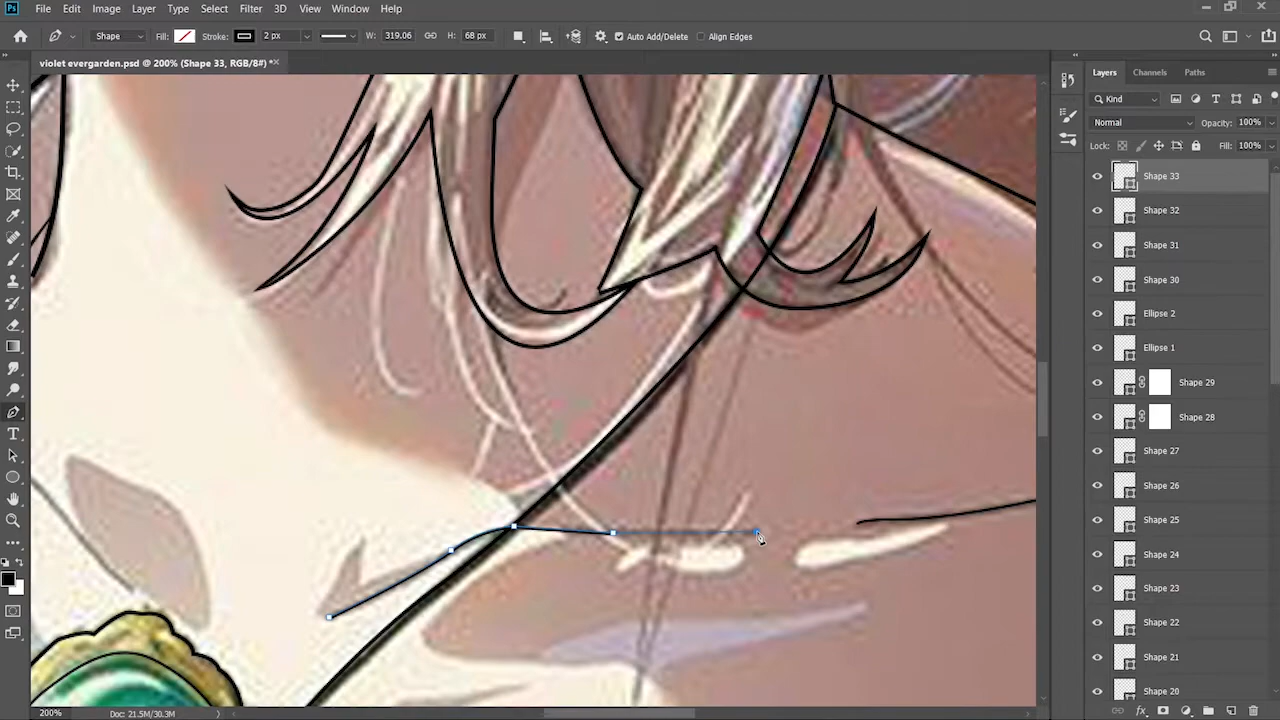 Ps File Edit Image Layer Type Select Filter 3D View Window Help
Shape Fill: Stroke: 2 px W: 319.06 H: 68 px Auto Add/Delete Align Edges
violet evergarden.psd @ 200% (Shape 33, RGB/8#) *
Layers Channels Paths
Kind
Normal Opacity: 100%
Lock: Fill: 100%
Shape 33
Shape 32
Shape 31
Shape 30
Ellipse 2
Ellipse 1
Shape 29
Shape 28
Shape 27
Shape 26
Shape 25
Shape 24
Shape 23
Shape 22
Shape 21
Shape 20
200% Doc: 21.5M/30.3M